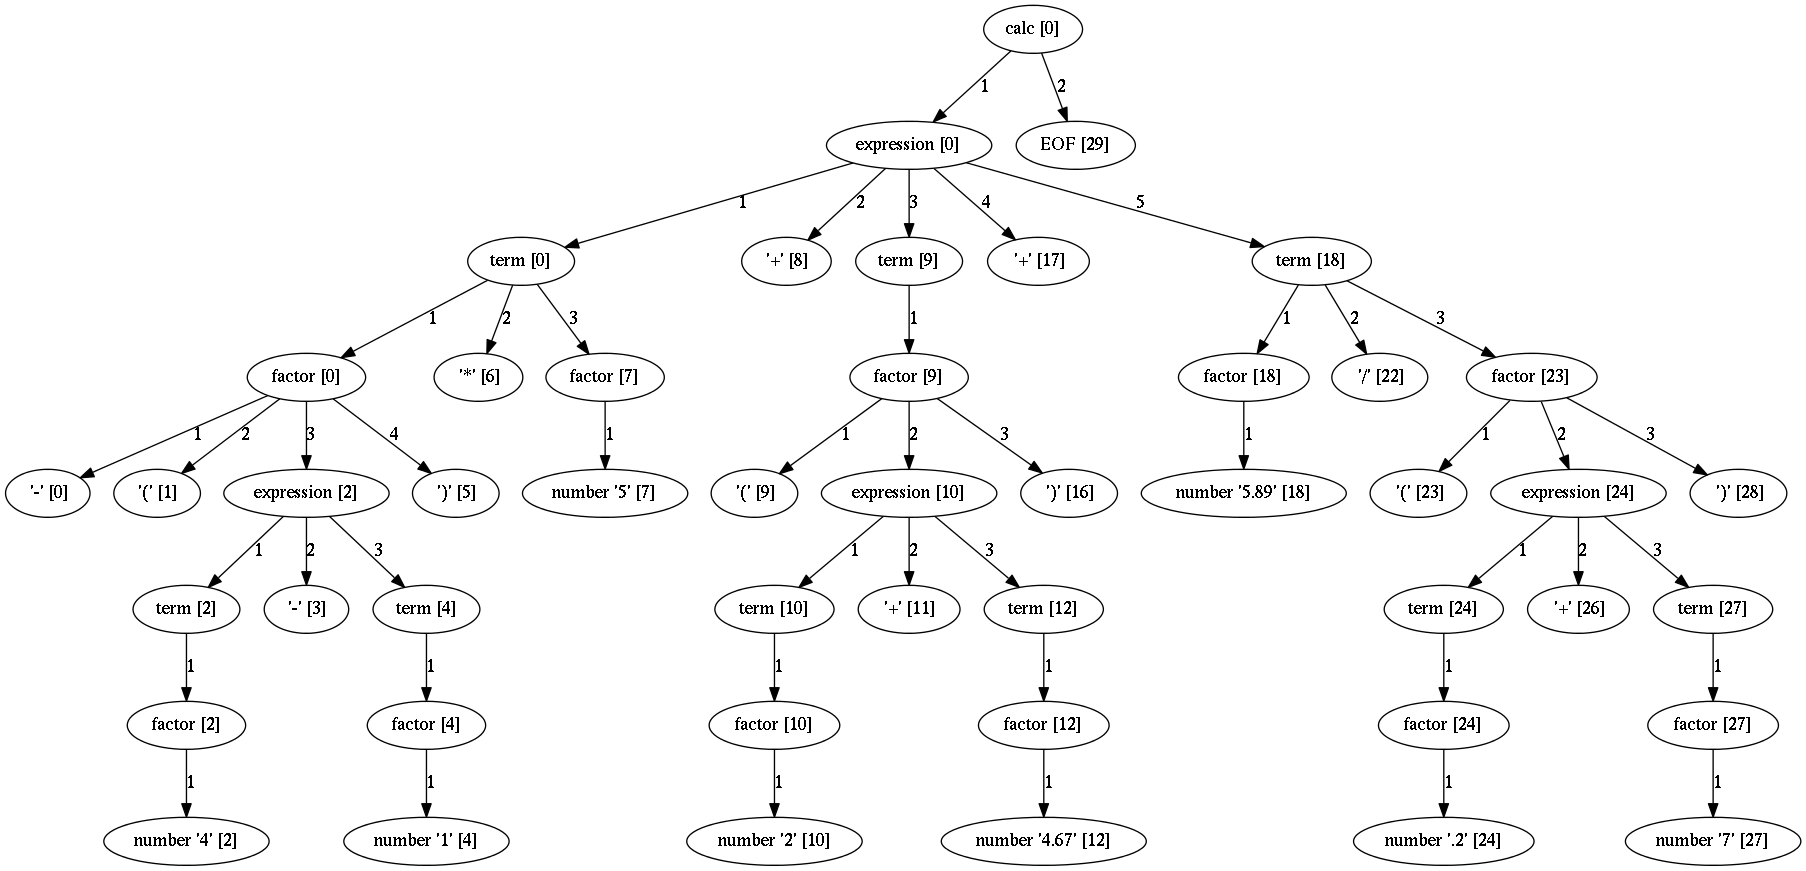 calc [0]
1 2
expression [0] EOF [29]
1 2 3 4 5
term [0] '+' [8] term [9] '+' [17] term [18]
1 2 3 1 1 2 3
factor [0] '*' [6] factor [7] factor [9] factor [18] '/' [22] factor [23]
1 2 3 4 1 1 2 3 1 1 2 3
'-' [0] '(' [1] expression [2] ')' [5] number '5' [7] '(' [9] expression [10] ')' [16] number '5.89' [18] '(' [23] expression [24] ')' [28]
1 2 3 1 2 3 1 2 3
term [2] '-' [3] term [4] term [10] '+' [11] term [12] term [24] '+' [26] term [27]
1 1 1 1 1 1
factor [2] factor [4] factor [10] factor [12] factor [24] factor [27]
1 1 1 1 1 1
number '4' [2] number '1' [4] number '2' [10] number '4.67' [12] number '.2' [24] number '7' [27]